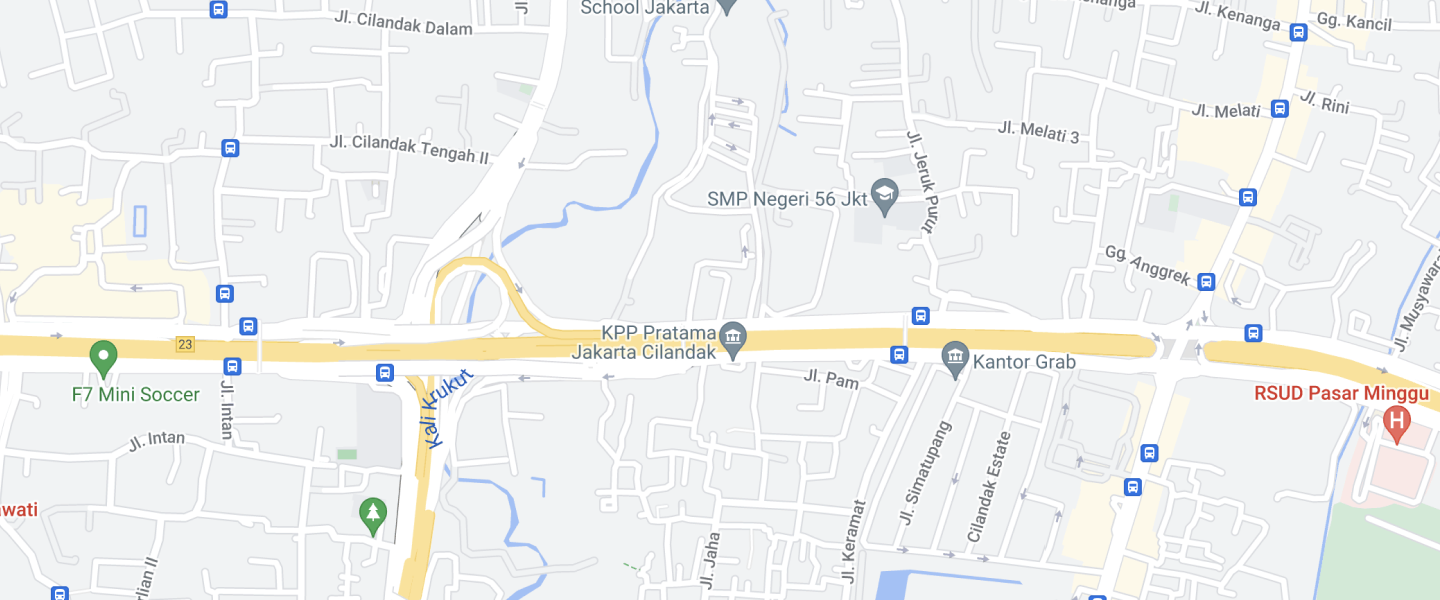 School Jakarta
Jl. Cilandak Dalam
Jl. Kenanga
Gg. Kancil
Jl. Melati
Jl. Rini
Jl. Melati 3
Jl. Cilandak Tengah II
Jl. Jeruk Purut
SMP Negeri 56 Jkt
Gg. Anggrek
KPP Pratama
Jakarta Cilandak
23
Kantor Grab
Jl. Pam
F7 Mini Soccer
Kali Krukut
RSUD Pasar Minggu
H
Jl. Intan
Jl. Intan
Jl. Simatupang
Cilandak Estate
Jl. Keramat
Jl. Jaha